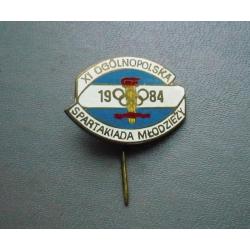 XI OGÓLNOPOLSKA
1984
SPARTAKIADA MŁODZIEŻY